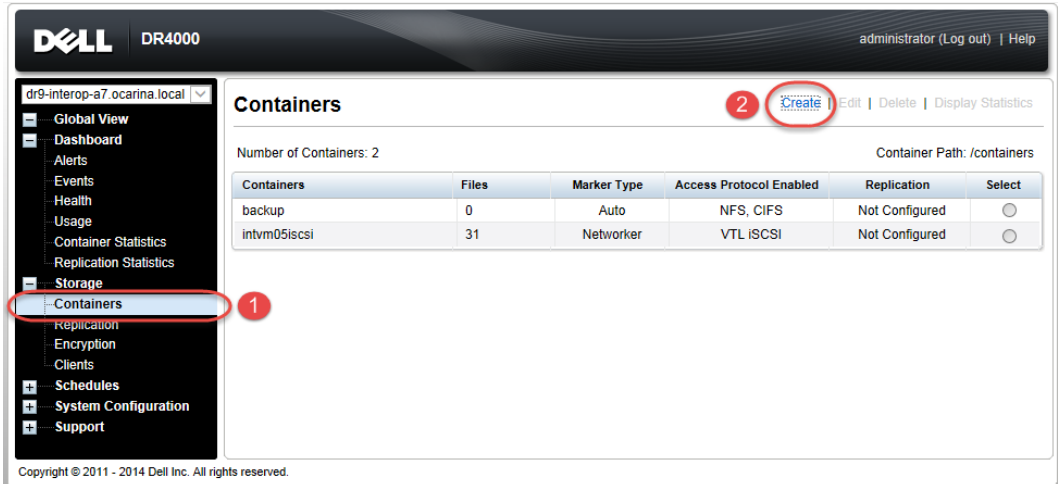 DELL DR4000
administrator (Log out) | Help
dr9-interop-a7.ocarina.local
Global View
Dashboard
Alerts
Events
Health
Usage
Container Statistics
Replication Statistics
Storage
Containers
Replication
Encryption
Clients
Schedules
System Configuration
Support
1
Containers
2
Create | Edit | Delete | Display Statistics
Number of Containers: 2
Container Path: /containers
Containers Files Marker Type Access Protocol Enabled Replication Select
backup 0 Auto NFS, CIFS Not Configured
intvm05iscsi 31 Networker VTL iSCSI Not Configured
Copyright © 2011 - 2014 Dell Inc. All rights reserved.